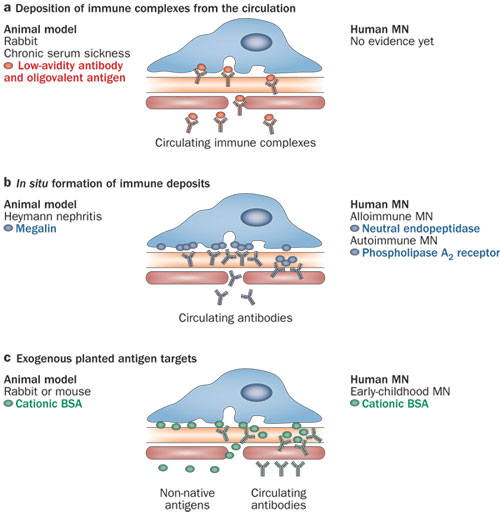 a Deposition of immune complexes from the circulation
Animal model
Rabbit
Chronic serum sickness
Low-avidity antibody
and oligovalent antigen
Human MN
No evidence yet
Circulating immune complexes
b In situ formation of immune deposits
Animal model
Heymann nephritis
Megalin
Human MN
Alloimmune MN
Neutral endopeptidase
Autoimmune MN
Phospholipase A2 receptor
Circulating antibodies
c Exogenous planted antigen targets
Animal model
Rabbit or mouse
Cationic BSA
Human MN
Early-childhood MN
Cationic BSA
Non-native
antigens
Circulating
antibodies